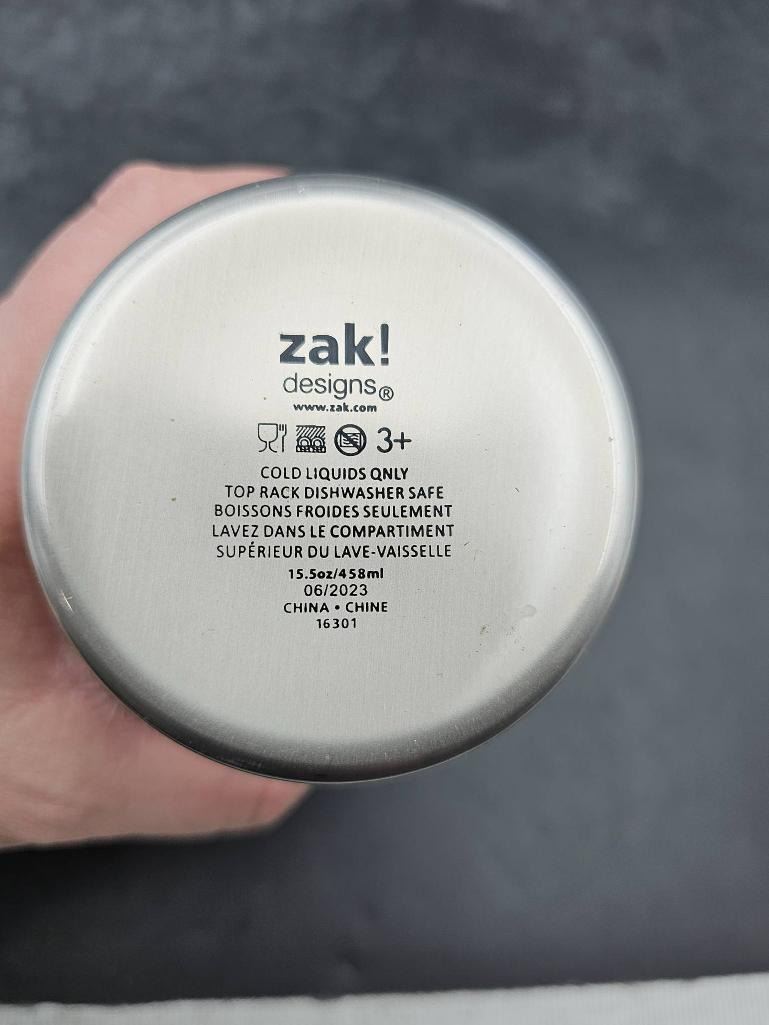 zak!
designs®
www.zak.com
3+
COLD LIQUIDS QNLY
TOP RACK DISHWASHER SAFE
BOISSONS FROIDES SEULEMENT
LAVEZ DANS LE COMPARTIMENT
SUPÉRIEUR DU LAVE-VAISSELLE
15.5oz/458ml
06/2023
CHINA • CHINE
16301